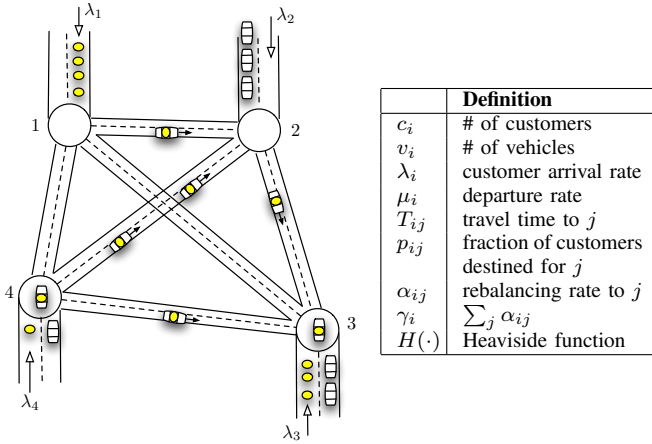 λ₁
λ₂
1
2
4
3
λ₄
λ₃
Definition
cᵢ # of customers
vᵢ # of vehicles
λᵢ customer arrival rate
μᵢ departure rate
Tᵢⱼ travel time to j
pᵢⱼ fraction of customers
destined for j
αᵢⱼ rebalancing rate to j
γᵢ ∑ⱼ αᵢⱼ
H(·) Heaviside function